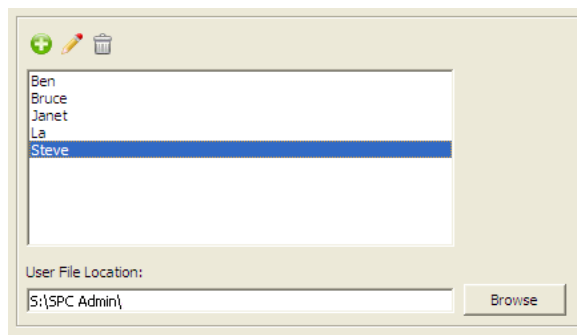 Ben
Bruce
Janet
La
Steve
User File Location:
S:\SPC Admin\
Browse